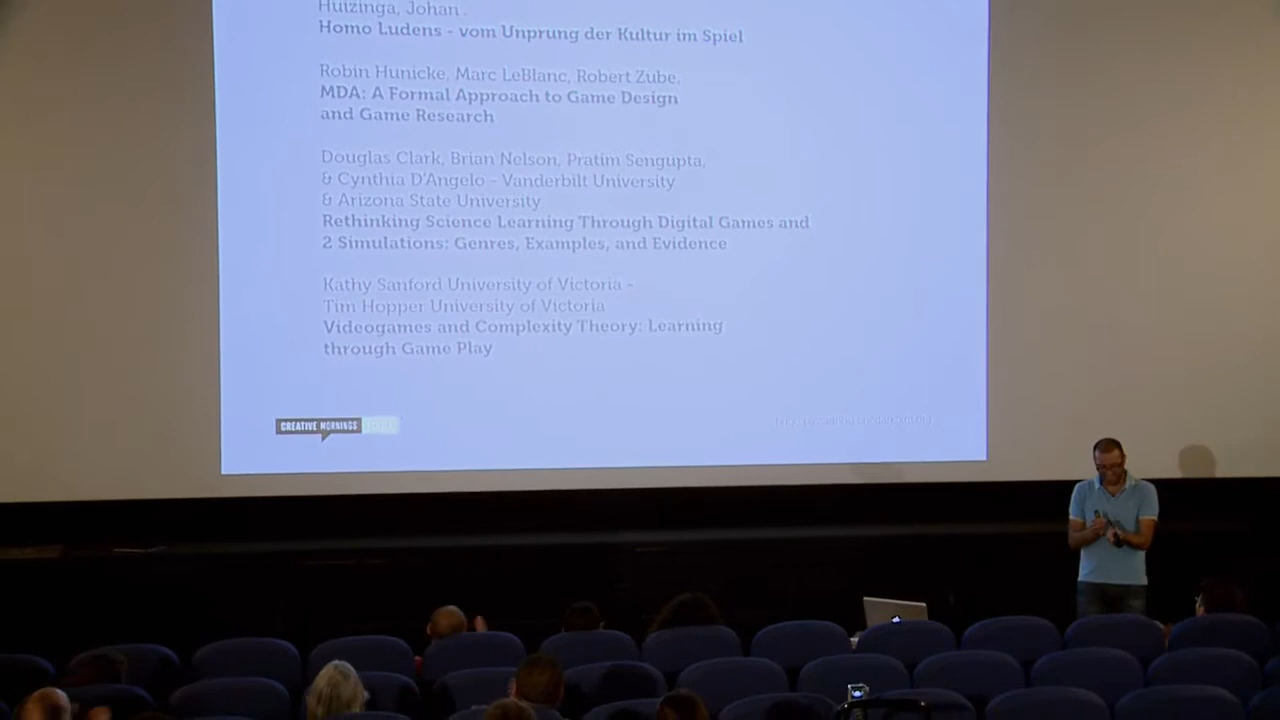 Huizinga, Johan .
Homo Ludens - vom Unprung der Kultur im Spiel
Robin Hunicke, Marc LeBlanc, Robert Zube.
MDA: A Formal Approach to Game Design
and Game Research
Douglas Clark, Brian Nelson, Pratim Sengupta,
& Cynthia D'Angelo – Vanderbilt University
& Arizona State University
Rethinking Science Learning Through Digital Games and
2 Simulations: Genres, Examples, and Evidence
Kathy Sanford University of Victoria -
Tim Hopper University of Victoria
Videogames and Complexity Theory: Learning
through Game Play
CREATIVE MORNINGS